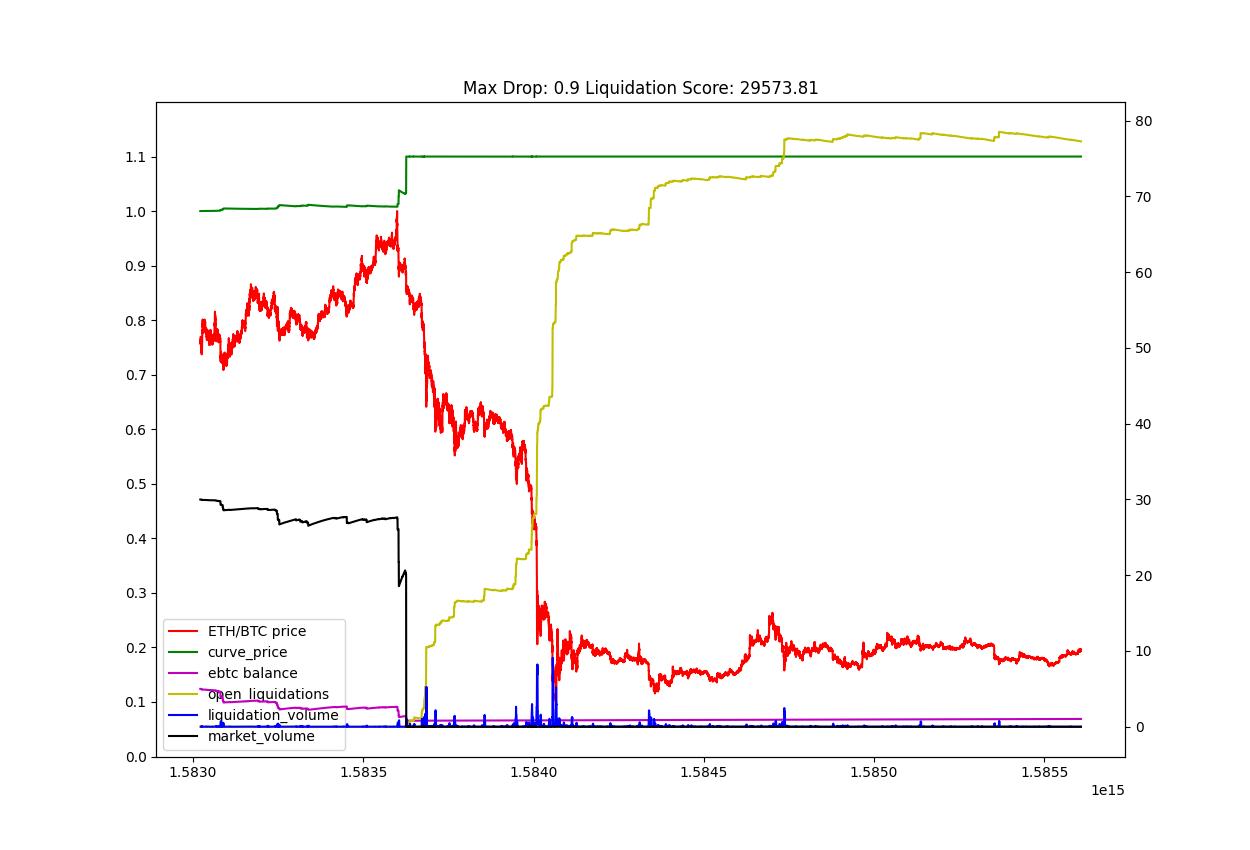 Max Drop: 0.9 Liquidation Score: 29573.81
1.1
1.0
0.9
0.8
0.7
0.6
0.5
0.4
0.3
0.2
0.1
0.0
80
70
60
50
40
30
20
10
0
ETH/BTC price
curve_price
ebtc balance
open_liquidations
liquidation_volume
market_volume
1.5830 1.5835 1.5840 1.5845 1.5850 1.5855
1e15